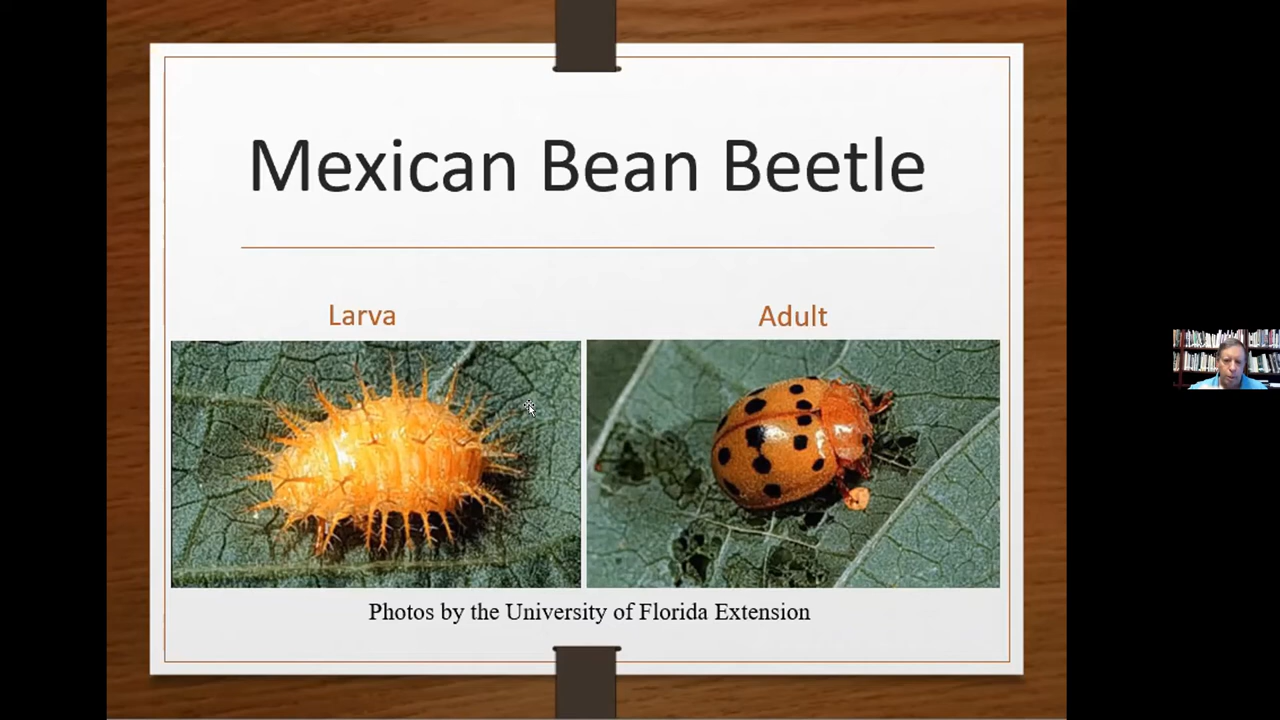 Mexican Bean Beetle
Larva
Adult
Photos by the University of Florida Extension